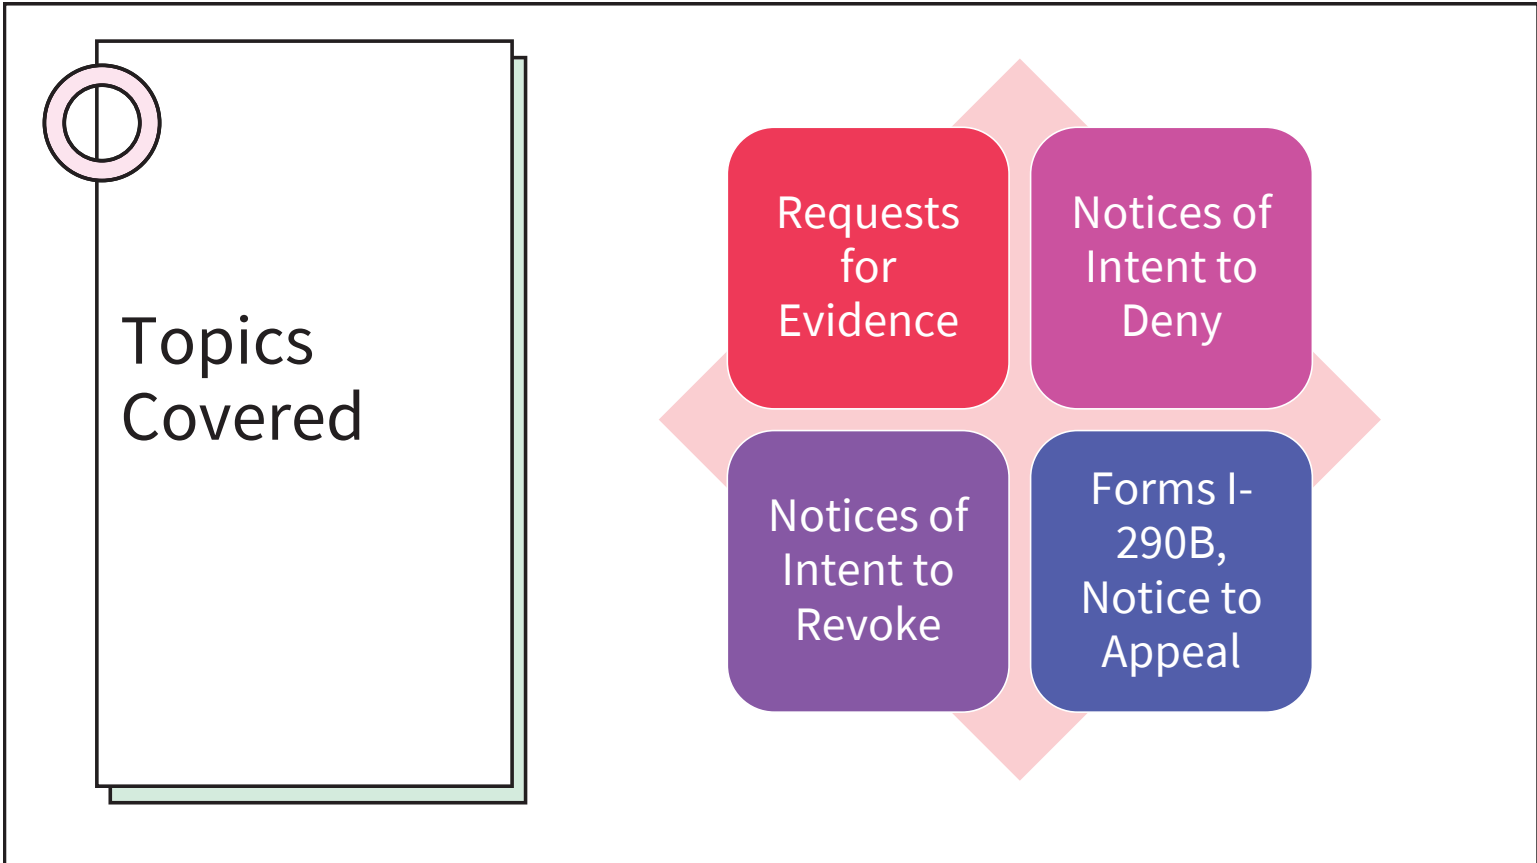 Topics
Covered
Requests
for
Evidence
Notices of
Intent to
Deny
Notices of
Intent to
Revoke
Forms I-
290B,
Notice to
Appeal